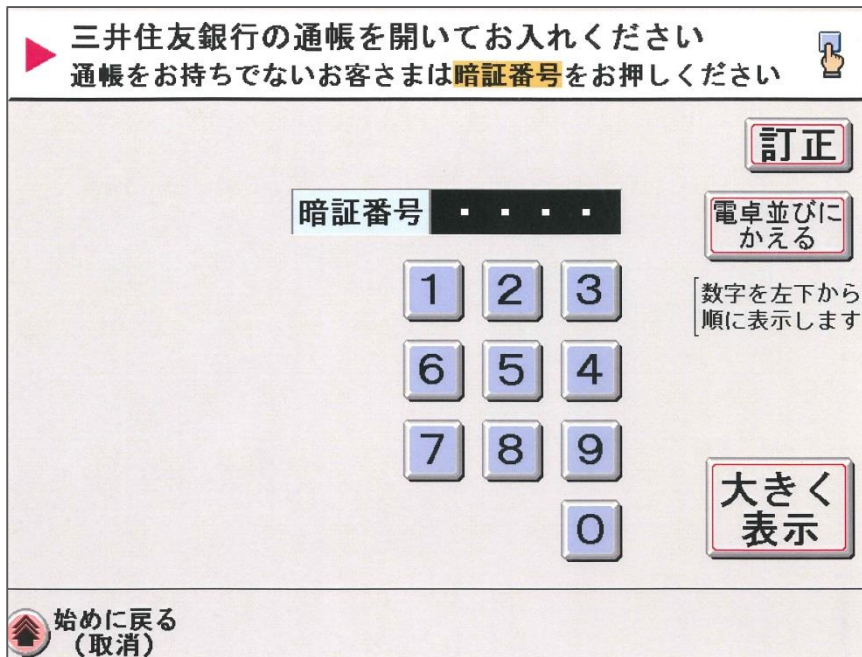 三井住友銀行の通帳を開いてお入れください
通帳をお持ちでないお客さまは暗証番号をお押しください
訂正
暗証番号
電卓並びに
かえる
数字を左下から
順に表示します
1 2 3
6 5 4
7 8 9
0
大きく
表示
始めに戻る
(取消)